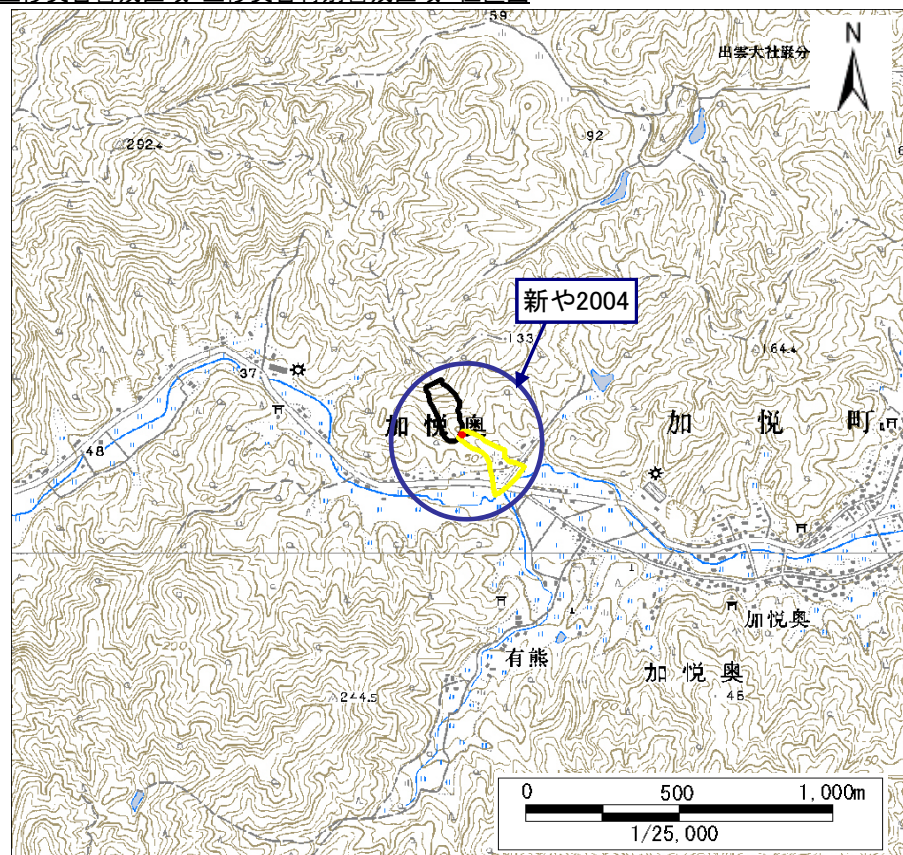 59
出雲大社巌分
N
292.4
92
新や2004
133
164.4
37
加悦奥
加悦町
48
加悦奥
有熊
加悦奥
244.5
46
0 500 1,000m
1/25,000